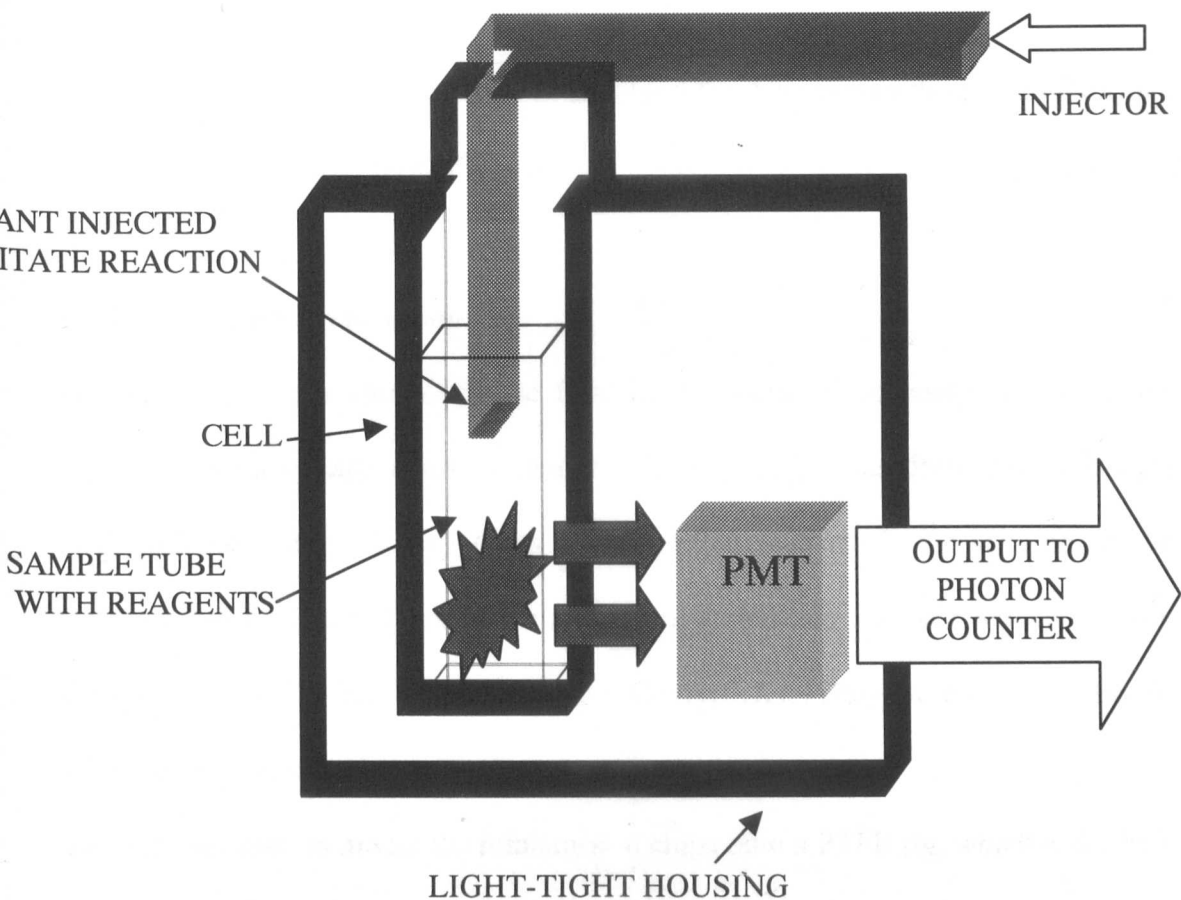 INJECTOR
ANT INJECTED
ITATE REACTION
CELL
SAMPLE TUBE
WITH REAGENTS
PMT
OUTPUT TO
PHOTON
COUNTER
LIGHT-TIGHT HOUSING